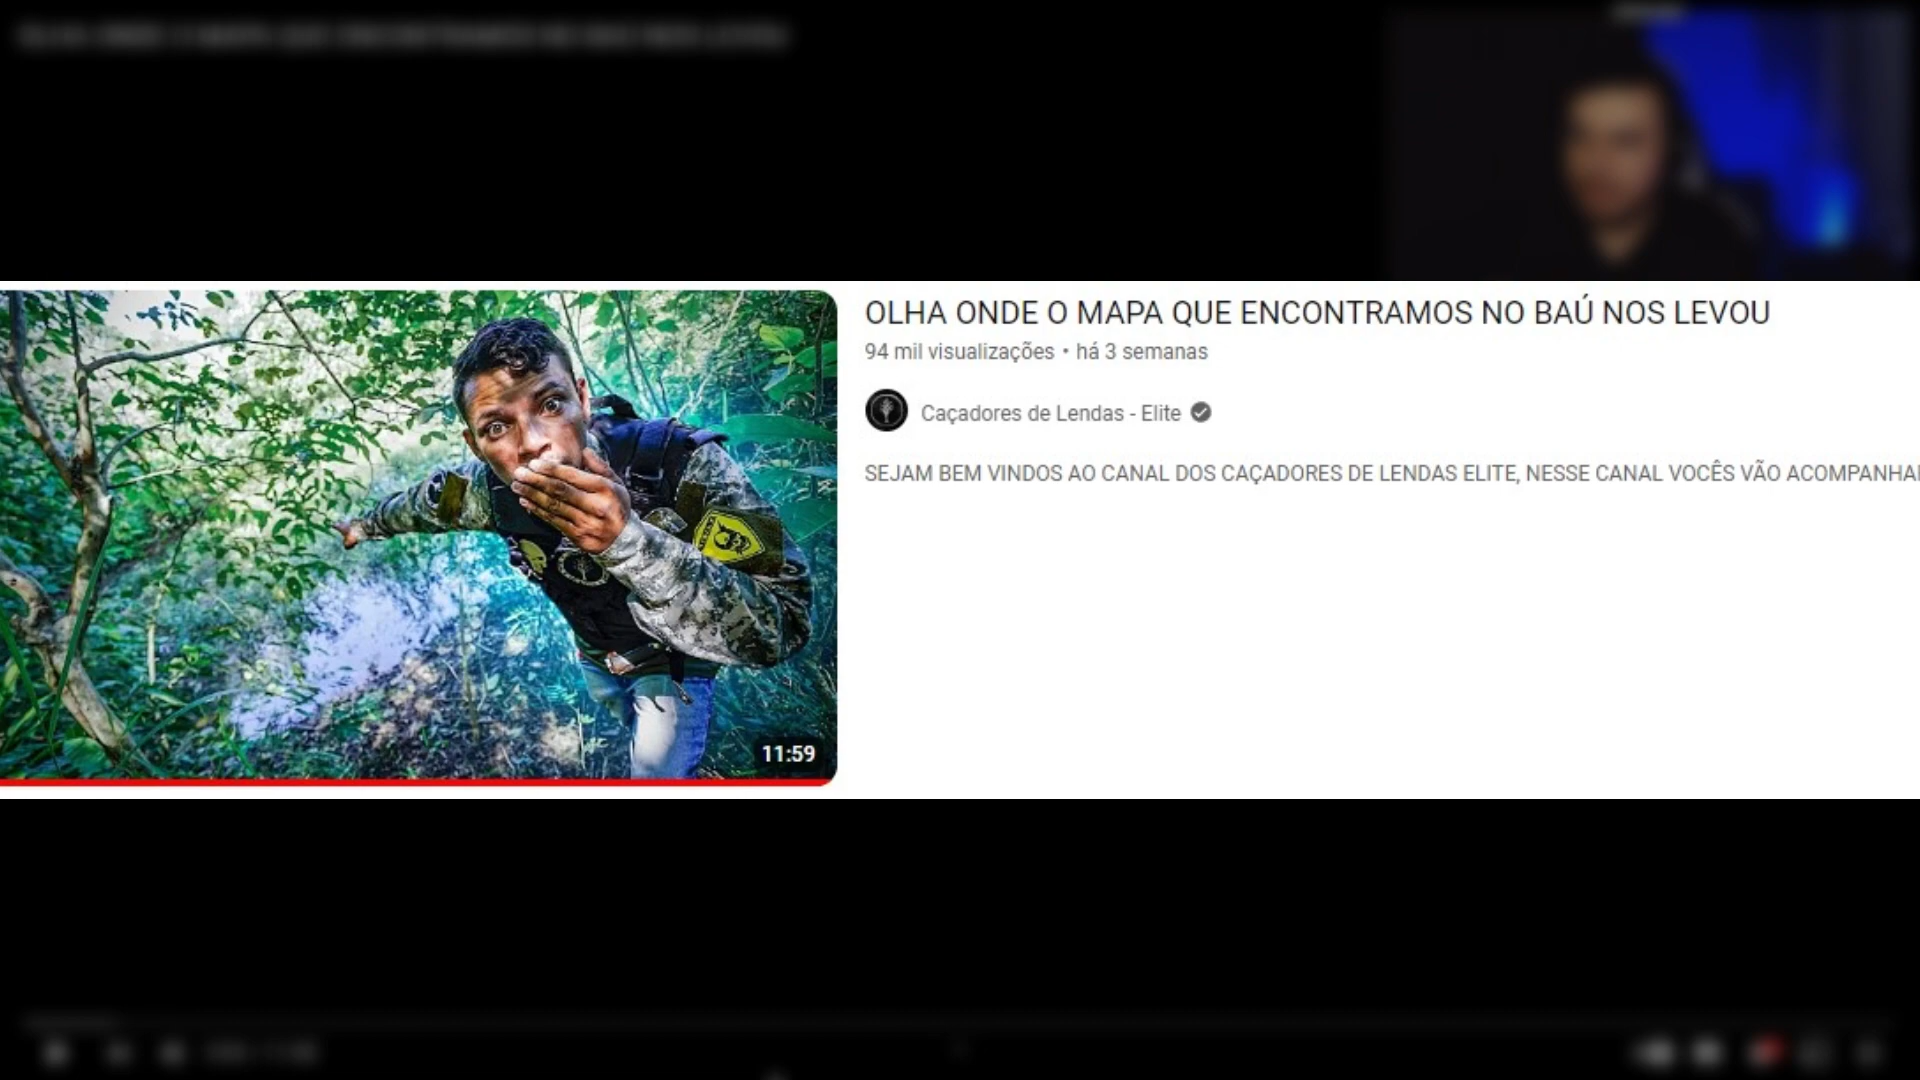 OLHA ONDE O MAPA QUE ENCONTRAMOS NO BAÚ NOS LEVOU
94 mil visualizações • há 3 semanas
Caçadores de Lendas - Elite
SEJAM BEM VINDOS AO CANAL DOS CAÇADORES DE LENDAS ELITE, NESSE CANAL VOCÊS VÃO
11:59